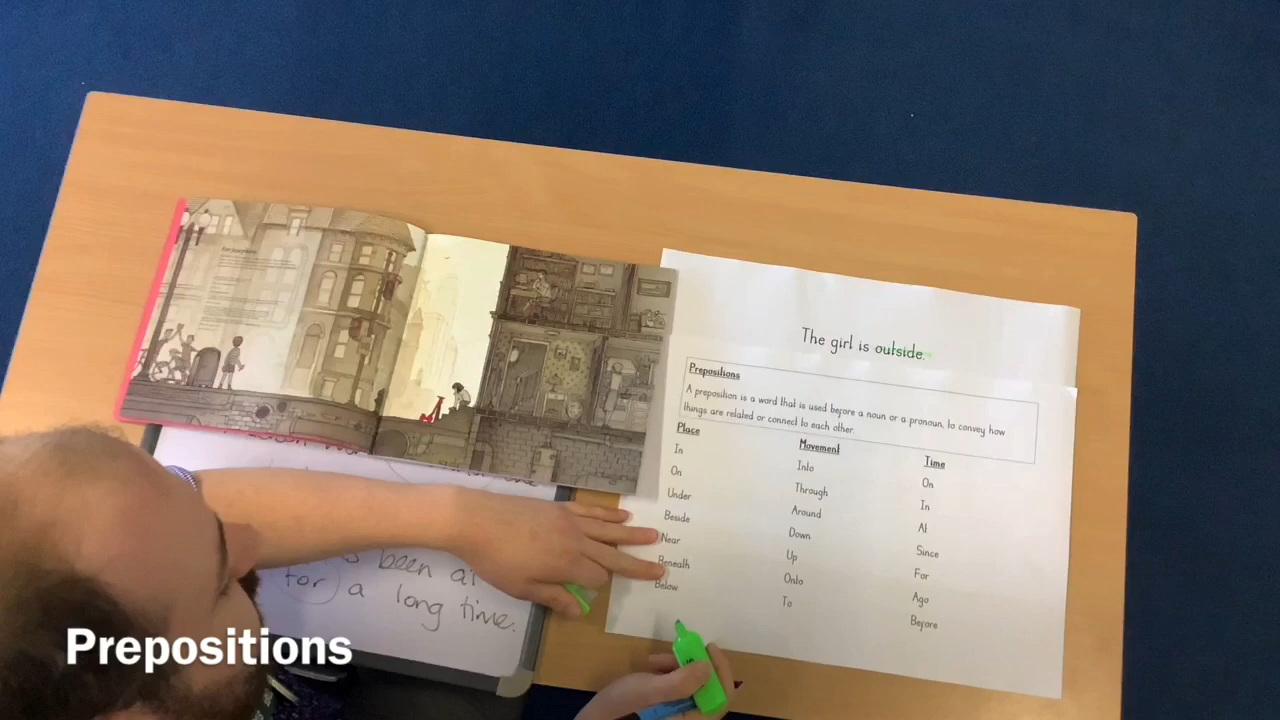 The girl is outside.
Prepositions
A preposition is a word that is used before a noun or a pronoun, to convey how
things are related or connect to each other.
Place
In
On
Under
Beside
Near
Beneath
Below
Movement
Into
Through
Around
Down
Up
Onto
To
Time
On
In
At
Since
For
Ago
Before
been at
for a long time.
Prepositions